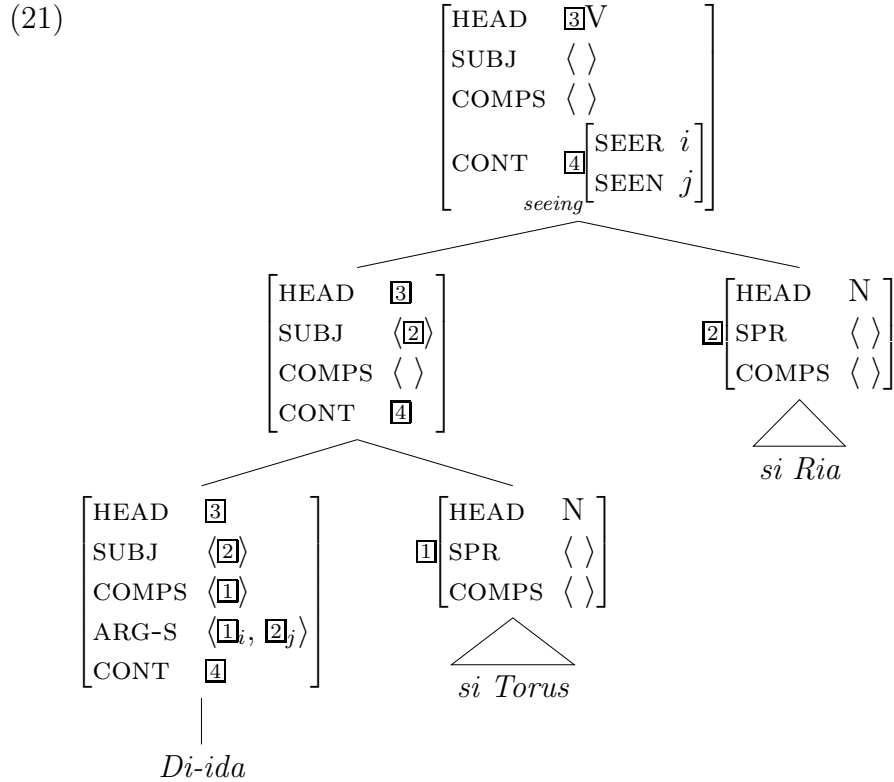 (21)
HEAD 3V
SUBJ ⟨ ⟩
COMPS ⟨ ⟩
CONT 4 SEER i
SEEN j
seeing
HEAD 3
SUBJ ⟨2⟩
COMPS ⟨ ⟩
CONT 4
2
HEAD N
SPR ⟨ ⟩
COMPS ⟨ ⟩
si Ria
HEAD 3
SUBJ ⟨2⟩
COMPS ⟨1⟩
ARG-S ⟨1i, 2j⟩
CONT 4
1
HEAD N
SPR ⟨ ⟩
COMPS ⟨ ⟩
si Torus
Di-ida